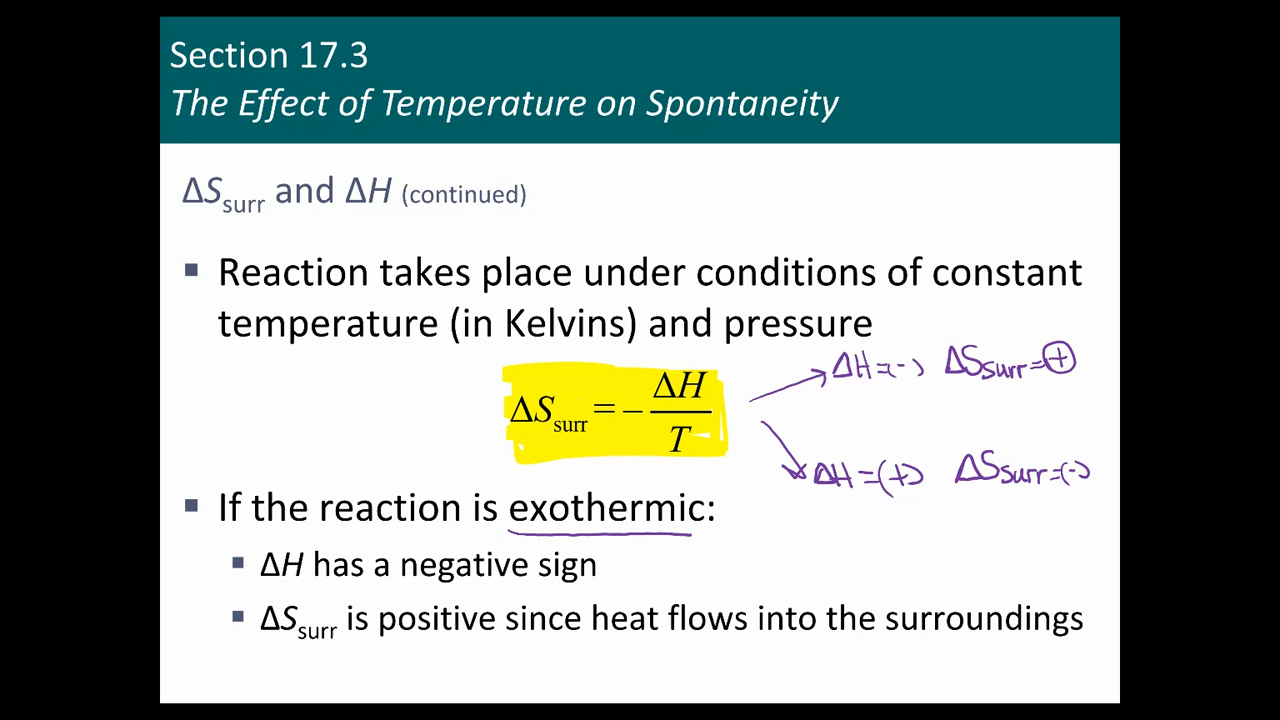 Section 17.3
The Effect of Temperature on Spontaneity
ΔSsurr and ΔH (continued)
▪ Reaction takes place under conditions of constant
temperature (in Kelvins) and pressure
ΔSsurr = – ΔH/T
ΔH=(-) ΔSsurr=+
ΔH=(+) ΔSsurr=(-)
▪ If the reaction is exothermic:
▪ ΔH has a negative sign
▪ ΔSsurr is positive since heat flows into the surroundings